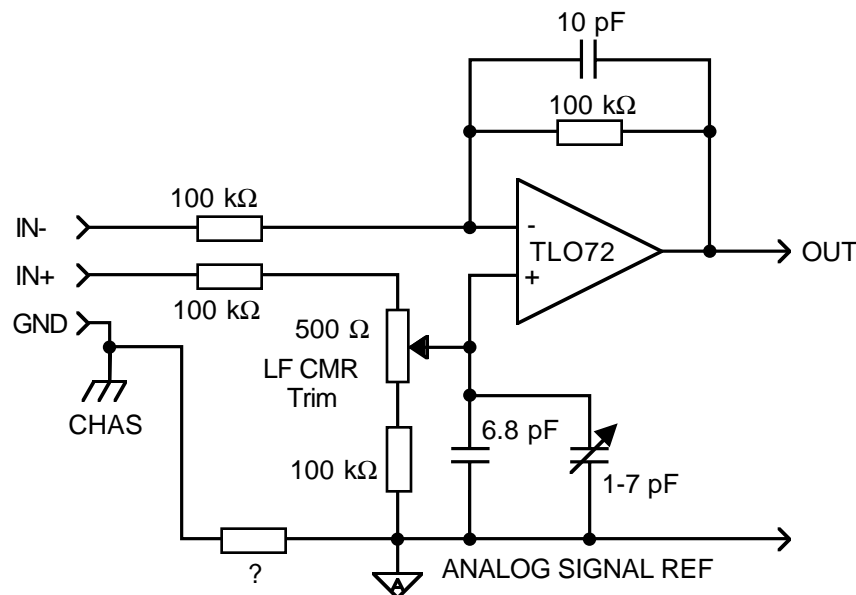 10 pF
100 kΩ
100 kΩ
IN-
-
TLO72
OUT
IN+
+
100 kΩ
GND
500 Ω
LF CMR
Trim
CHAS
6.8 pF
100 kΩ
1-7 pF
?
A
ANALOG SIGNAL REF